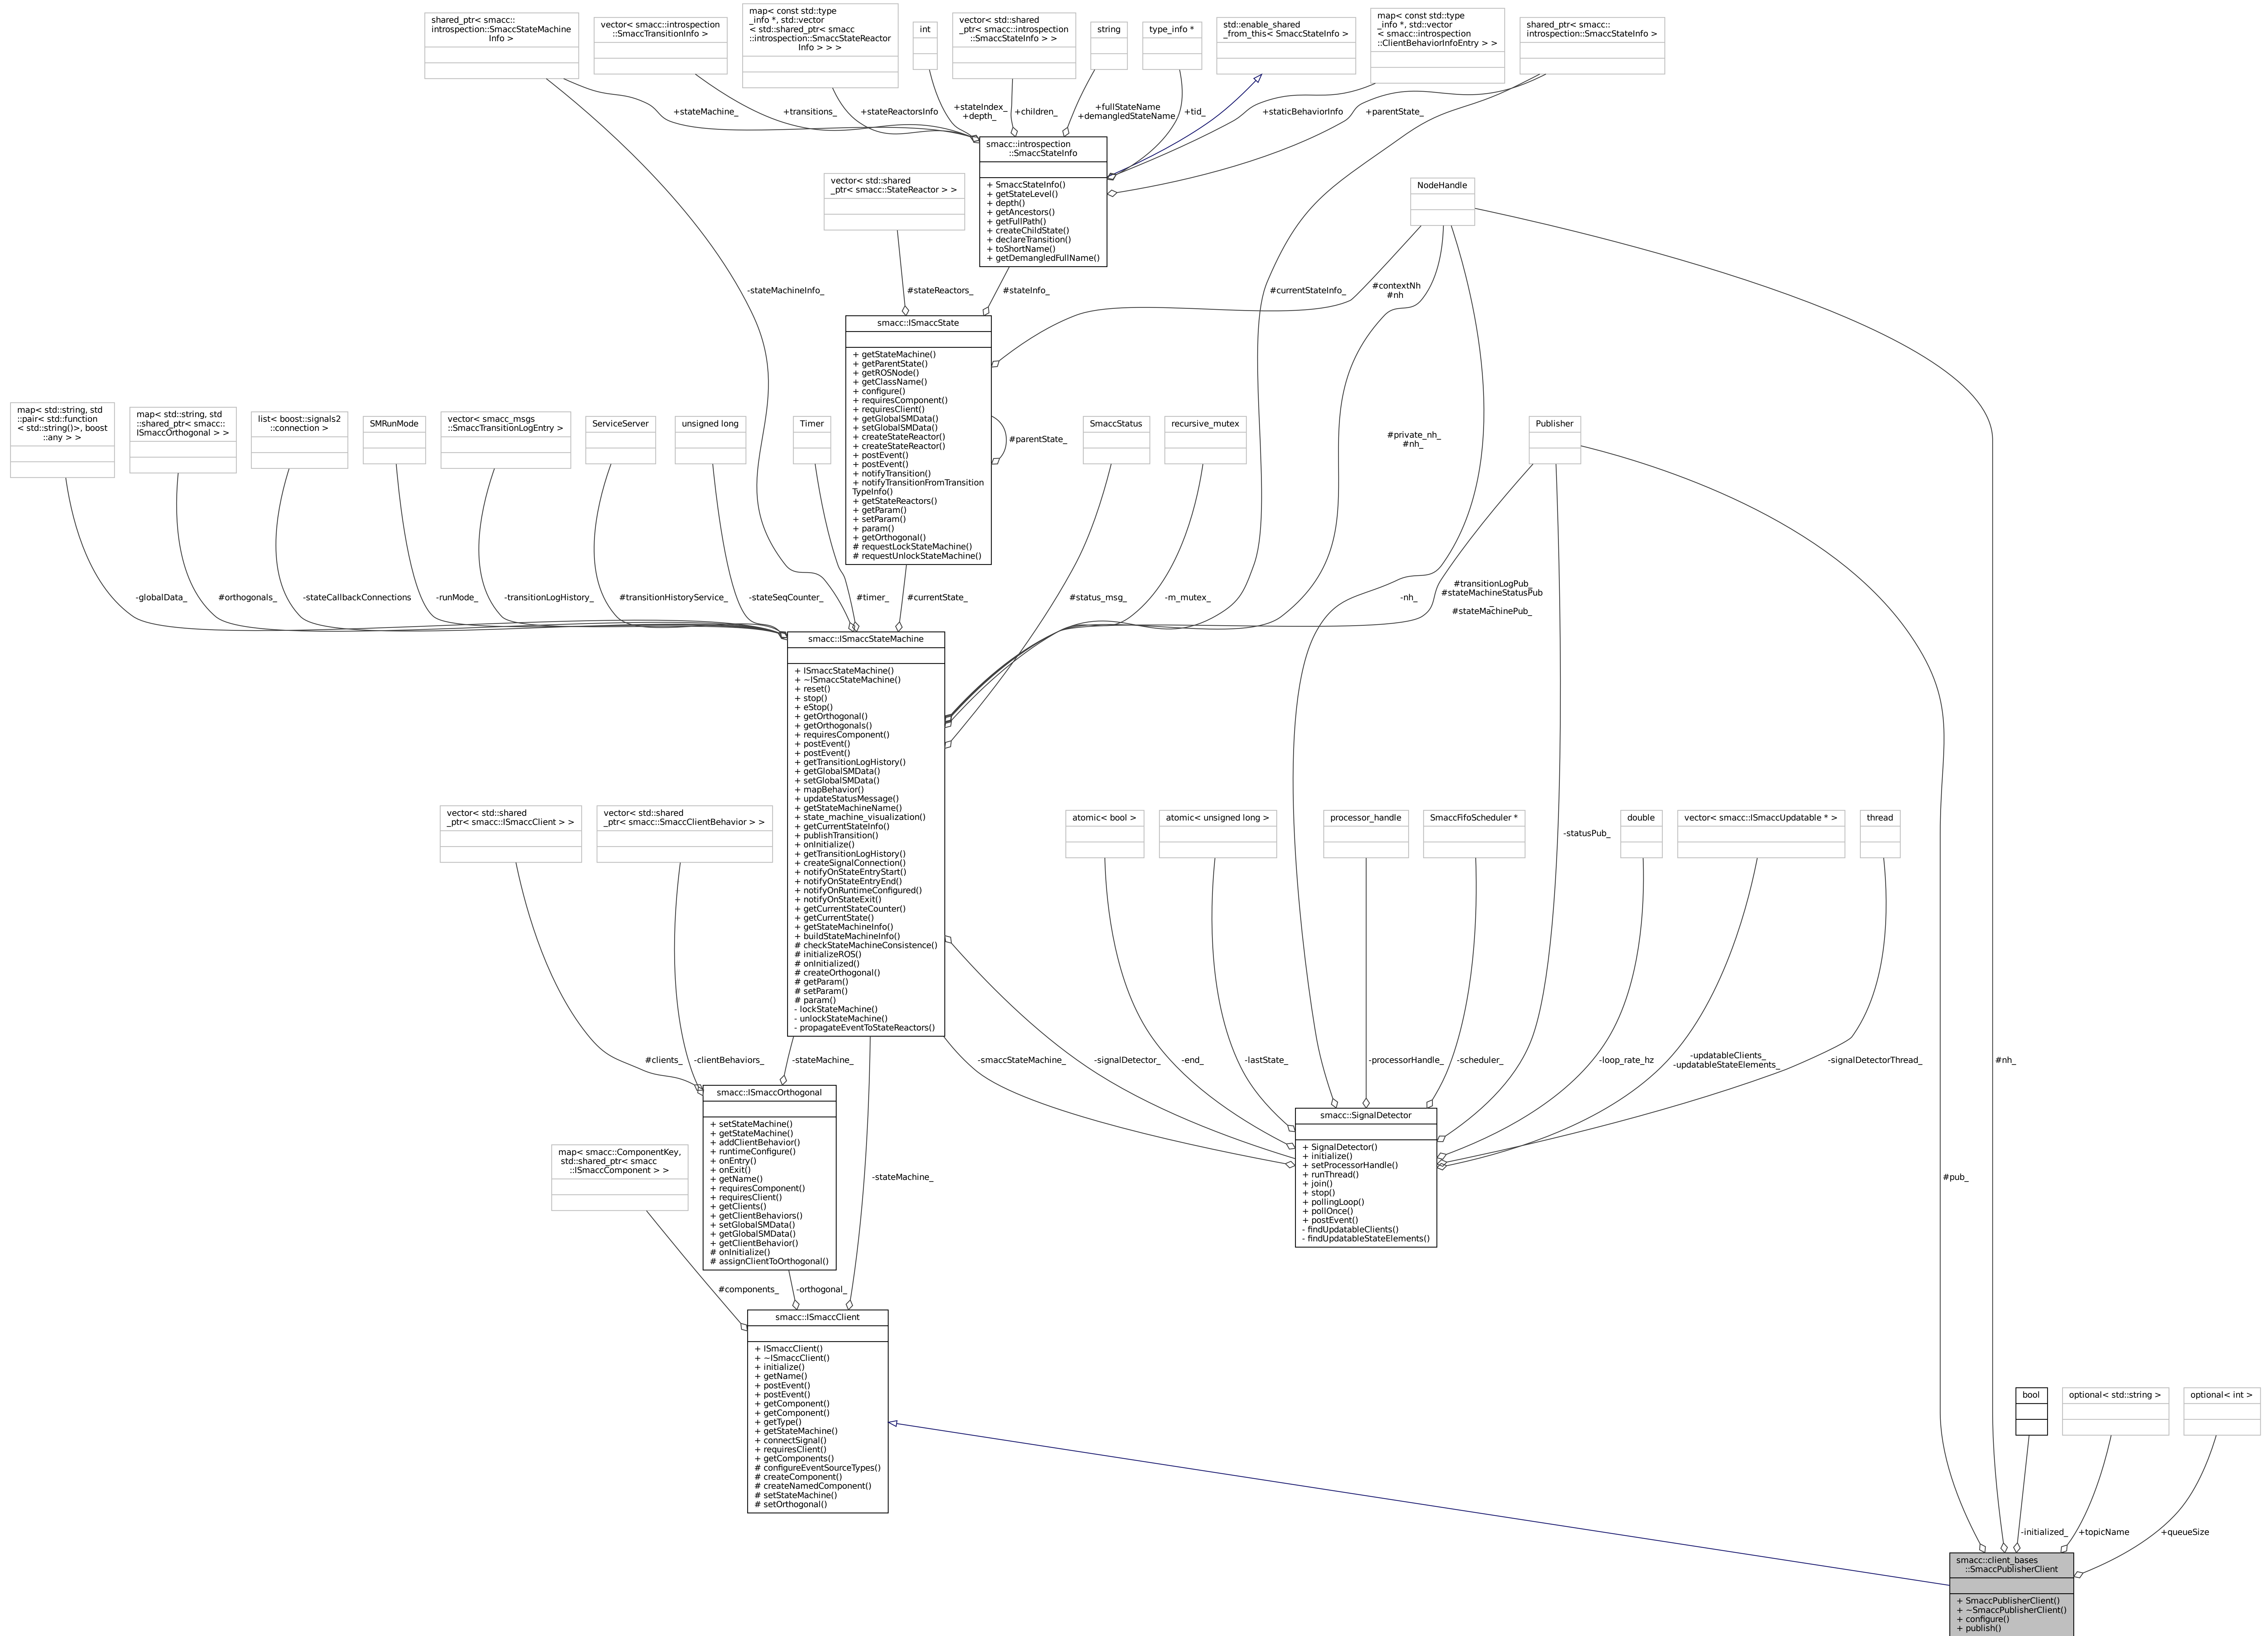 shared_ptr< smacc::
introspection::SmaccStateMachine
Info >
vector< smacc::introspection
::SmaccTransitionInfo >
map< const std::type
_info *, std::vector
< std::shared_ptr< smacc
::introspection::SmaccStateReactor
Info > > >
int
vector< std::shared
_ptr< smacc::introspection
::SmaccStateInfo > >
string
type_info *
std::enable_shared
_from_this< SmaccStateInfo >
map< const std::type
_info *, std::vector
< smacc::introspection
::ClientBehaviorInfoEntry > >
shared_ptr< smacc::
introspection::SmaccStateInfo >
+stateMachine_
+transitions_
+stateReactorsInfo
+stateIndex_
+depth_
+children_
+fullStateName
+demangledStateName
+tid_
+staticBehaviorInfo
+parentState_
smacc::introspection
::SmaccStateInfo
+ SmaccStateInfo()
+ getStateLevel()
+ depth()
+ getAncestors()
+ getFullPath()
+ createChildState()
+ declareTransition()
+ toShortName()
+ getDemangledFullName()
vector< std::shared
_ptr< smacc::StateReactor > >
NodeHandle
-stateMachineInfo_
#stateReactors_
#stateInfo_
#currentStateInfo_
#contextNh
#nh
smacc::ISmaccState
+ getStateMachine()
+ getParentState()
+ getROSNode()
+ getClassName()
+ configure()
+ requiresComponent()
+ requiresClient()
+ getGlobalSMData()
+ setGlobalSMData()
+ createStateReactor()
+ createStateReactor()
+ postEvent()
+ postEvent()
+ notifyTransition()
+ notifyTransitionFromTransition
TypeInfo()
+ getStateReactors()
+ getParam()
+ setParam()
+ param()
+ getOrthogonal()
# requestLockStateMachine()
# requestUnlockStateMachine()
#parentState_
map< std::string, std
::pair< std::function
< std::string()>, boost
::any > >
map< std::string, std
::shared_ptr< smacc::
ISmaccOrthogonal > >
list< boost::signals2
::connection >
SMRunMode
vector< smacc_msgs
::SmaccTransitionLogEntry >
ServiceServer
unsigned long
Timer
SmaccStatus
recursive_mutex
#private_nh_
#nh_
Publisher
-globalData_
#orthogonals_
-stateCallbackConnections
-runMode_
-transitionLogHistory_
#transitionHistoryService_
-stateSeqCounter_
#timer_
#currentState_
#status_msg_
-m_mutex_
-nh_
#transitionLogPub_
#stateMachineStatusPub
_
#stateMachinePub_
smacc::ISmaccStateMachine
+ ISmaccStateMachine()
+ ~ISmaccStateMachine()
+ reset()
+ stop()
+ eStop()
+ getOrthogonal()
+ getOrthogonals()
+ requiresComponent()
+ postEvent()
+ postEvent()
+ getTransitionLogHistory()
+ getGlobalSMData()
+ setGlobalSMData()
+ mapBehavior()
+ updateStatusMessage()
+ getStateMachineName()
+ state_machine_visualization()
+ getCurrentStateInfo()
+ publishTransition()
+ onInitialize()
+ getTransitionLogHistory()
+ createSignalConnection()
+ notifyOnStateEntryStart()
+ notifyOnStateEntryEnd()
+ notifyOnRuntimeConfigured()
+ notifyOnStateExit()
+ getCurrentStateCounter()
+ getCurrentState()
+ getStateMachineInfo()
+ buildStateMachineInfo()
# checkStateMachineConsistence()
# initializeROS()
# onInitialized()
# createOrthogonal()
# getParam()
# setParam()
# param()
- lockStateMachine()
- unlockStateMachine()
- propagateEventToStateReactors()
vector< std::shared
_ptr< smacc::ISmaccClient > >
vector< std::shared
_ptr< smacc::SmaccClientBehavior > >
atomic< bool >
atomic< unsigned long >
processor_handle
SmaccFifoScheduler *
-statusPub_
double
vector< smacc::ISmaccUpdatable * >
thread
#clients_
-clientBehaviors_
-stateMachine_
-smaccStateMachine_
-signalDetector_
-end_
-lastState_
-processorHandle_
-scheduler_
-loop_rate_hz
-updatableClients_
-updatableStateElements_
-signalDetectorThread_
#nh_
smacc::ISmaccOrthogonal
+ setStateMachine()
+ getStateMachine()
+ addClientBehavior()
+ runtimeConfigure()
+ onEntry()
+ onExit()
+ getName()
+ requiresComponent()
+ requiresClient()
+ getClients()
+ getClientBehaviors()
+ setGlobalSMData()
+ getGlobalSMData()
+ getClientBehavior()
# onInitialize()
# assignClientToOrthogonal()
smacc::SignalDetector
+ SignalDetector()
+ initialize()
+ setProcessorHandle()
+ runThread()
+ join()
+ stop()
+ pollingLoop()
+ pollOnce()
+ postEvent()
- findUpdatableClients()
- findUpdatableStateElements()
map< smacc::ComponentKey,
std::shared_ptr< smacc
::ISmaccComponent > >
-stateMachine_
#pub_
#components_
-orthogonal_
smacc::ISmaccClient
+ ISmaccClient()
+ ~ISmaccClient()
+ initialize()
+ getName()
+ postEvent()
+ postEvent()
+ getComponent()
+ getComponent()
+ getType()
+ getStateMachine()
+ connectSignal()
+ requiresClient()
+ getComponents()
# configureEventSourceTypes()
# createComponent()
# createNamedComponent()
# setStateMachine()
# setOrthogonal()
bool
optional< std::string >
optional< int >
-initialized_
+topicName
+queueSize
smacc::client_bases
::SmaccPublisherClient
+ SmaccPublisherClient()
+ ~SmaccPublisherClient()
+ configure()
+ publish()